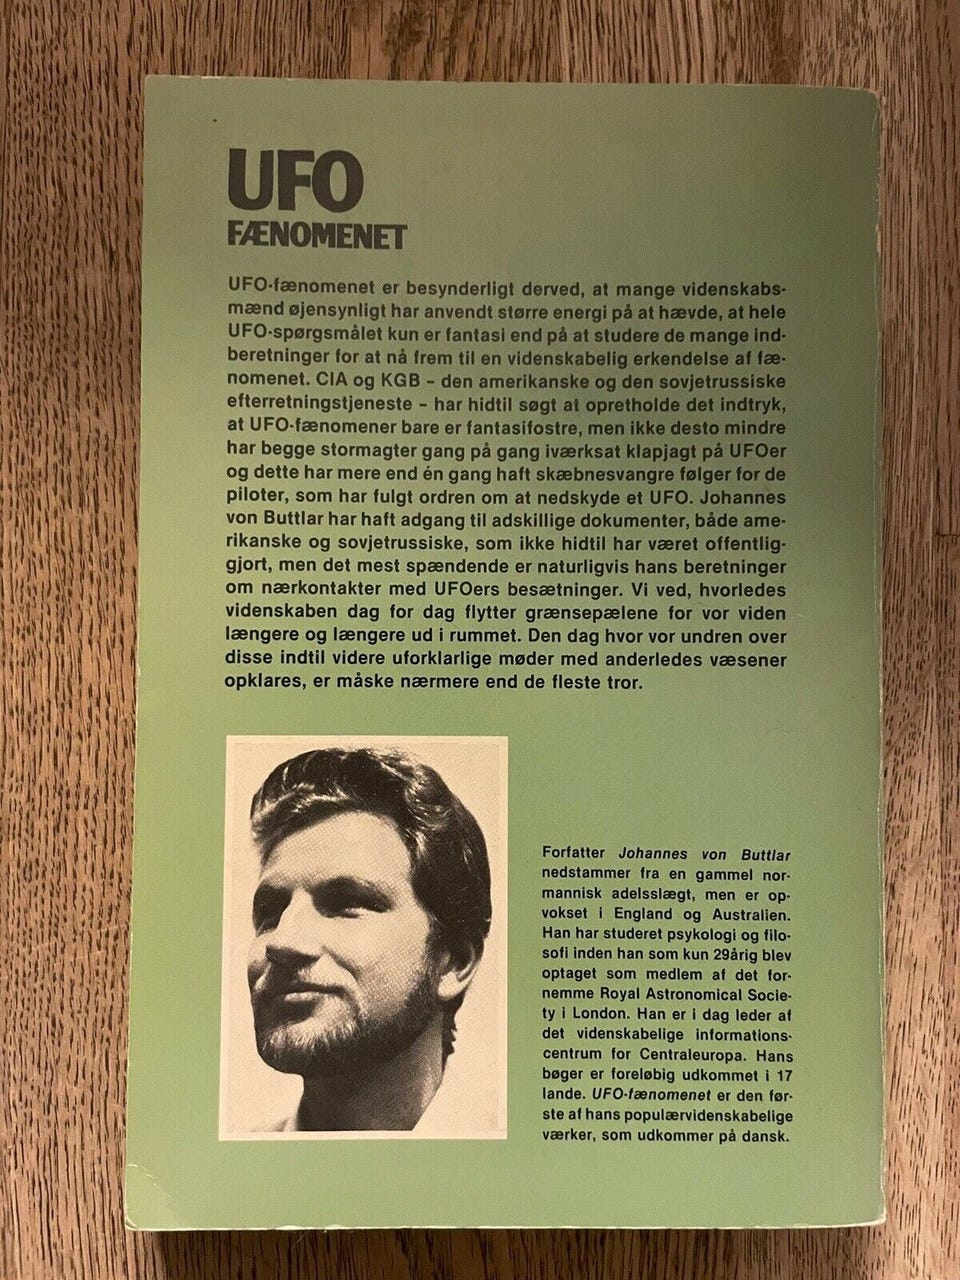 UFO
FÆNOMENET
UFO-fænomenet er besynderligt derved, at mange videnskabs-
mænd øjensynligt har anvendt større energi på at hævde, at hele
UFO-spørgsmålet kun er fantasi end på at studere de mange ind-
beretninger for at nå frem til en videnskabelig erkendelse af fæ-
nomenet. CIA og KGB – den amerikanske og den sovjetrussiske
efterretningstjeneste – har hidtil søgt at opretholde det indtryk,
at UFO-fænomener bare er fantasifostre, men ikke desto mindre
har begge stormagter gang på gang iværksat klapjagt på UFOer
og dette har mere end én gang haft skæbnesvangre følger for de
piloter, som har fulgt ordren om at nedskyde et UFO. Johannes
von Buttlar har haft adgang til adskillige dokumenter, både ame-
rikanske og sovjetrussiske, som ikke hidtil har været offentlig-
gjort, men det mest spændende er naturligvis hans beretninger
om nærkontakter med UFOers besætninger. Vi ved, hvorledes
videnskaben dag for dag flytter grænsepælene for vor viden
længere og længere ud i rummet. Den dag hvor vor undren over
disse indtil videre uforklarlige møder med anderledes væsener
opklares, er måske nærmere end de fleste tror.
Forfatter Johannes von Buttlar
nedstammer fra en gammel nor-
mannisk adelsslægt, men er op-
vokset i England og Australien.
Han har studeret psykologi og filo-
sofi inden han som kun 29årig blev
optaget som medlem af det for-
nemme Royal Astronomical Socie-
ty i London. Han er i dag leder af
det videnskabelige informations-
centrum for Centraleuropa. Hans
bøger er foreløbig udkommet i 17
lande. UFO-fænomenet er den før-
ste af hans populærvidenskabelige
værker, som udkommer på dansk.